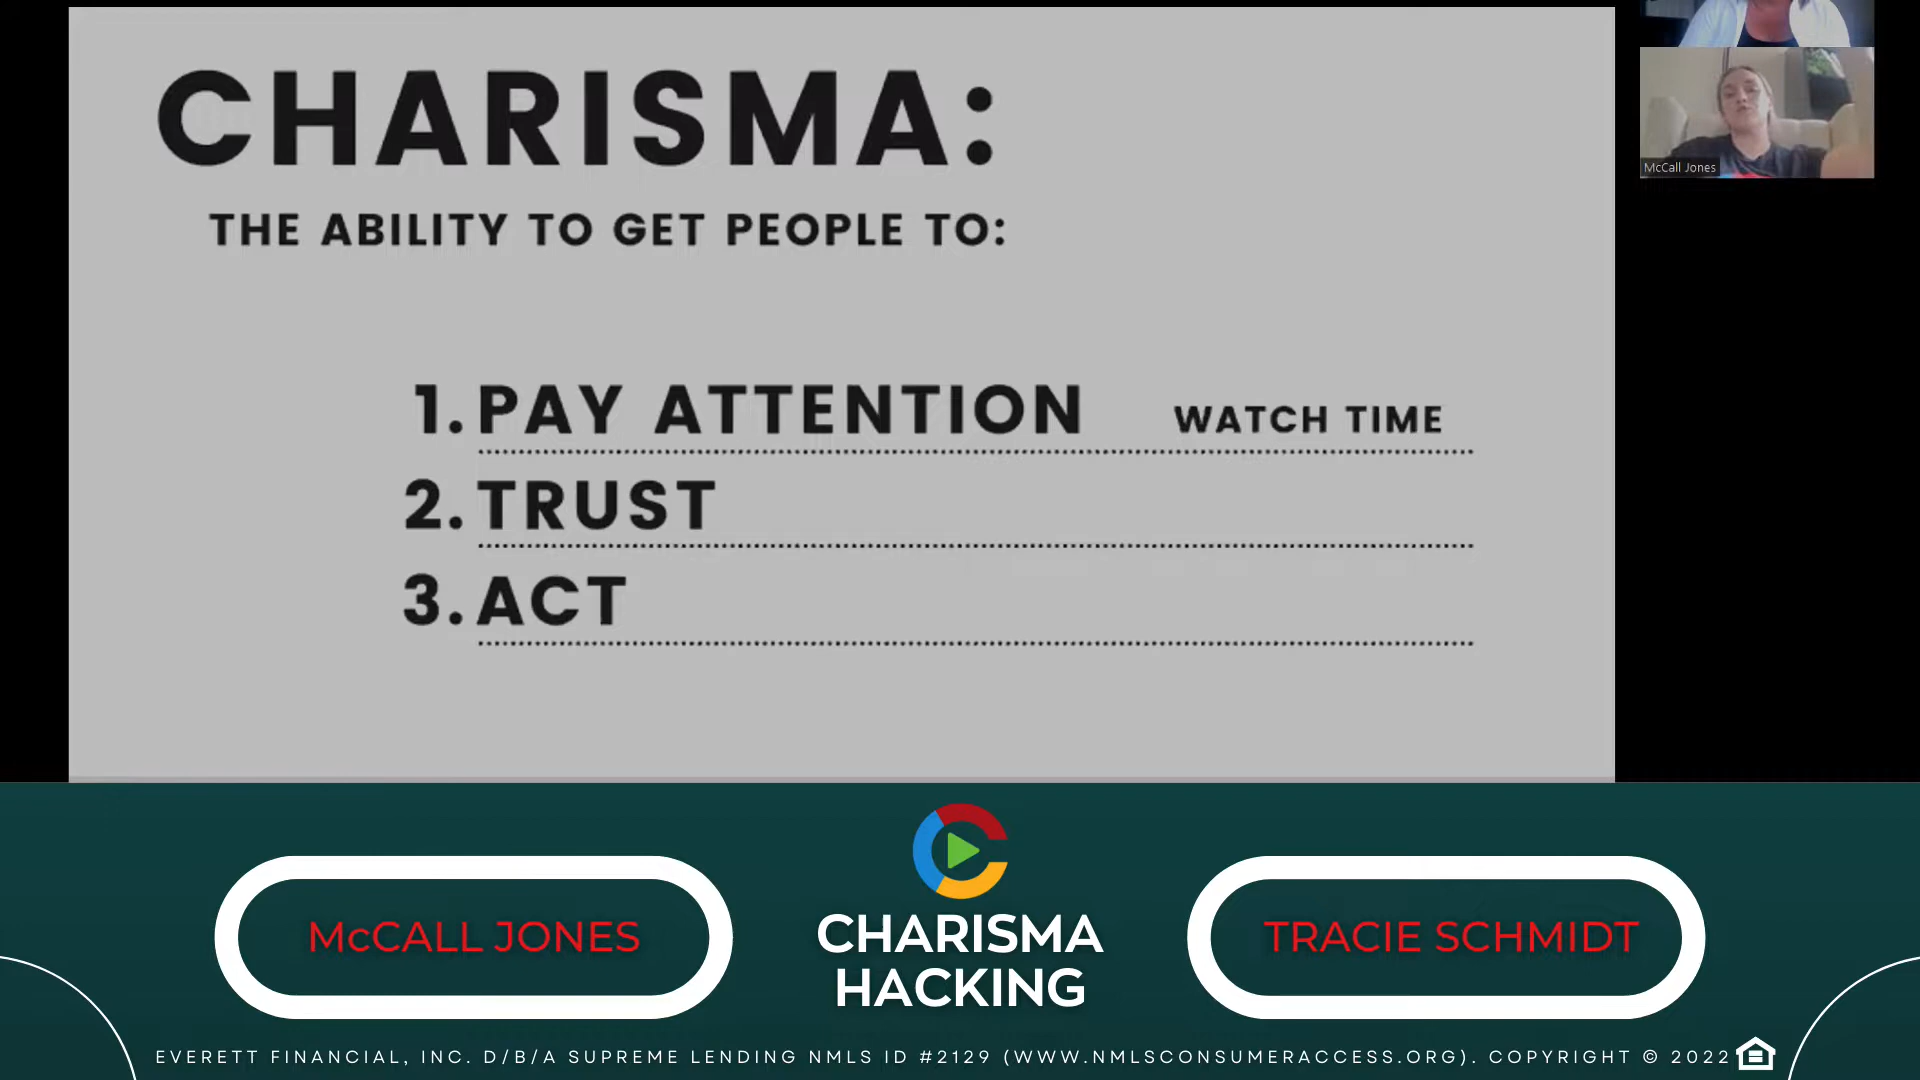 CHARISMA:
THE ABILITY TO GET PEOPLE TO:
1. PAY ATTENTION WATCH TIME
2. TRUST
3. ACT
McCall Jones
McCALL JONES
CHARISMA
HACKING
TRACIE SCHMIDT
EVERETT FINANCIAL, INC. D/B/A SUPREME LENDING NMLS ID #2129 (WWW.NMLSCONSUMERACCESS.ORG). COPYRIGHT © 2022